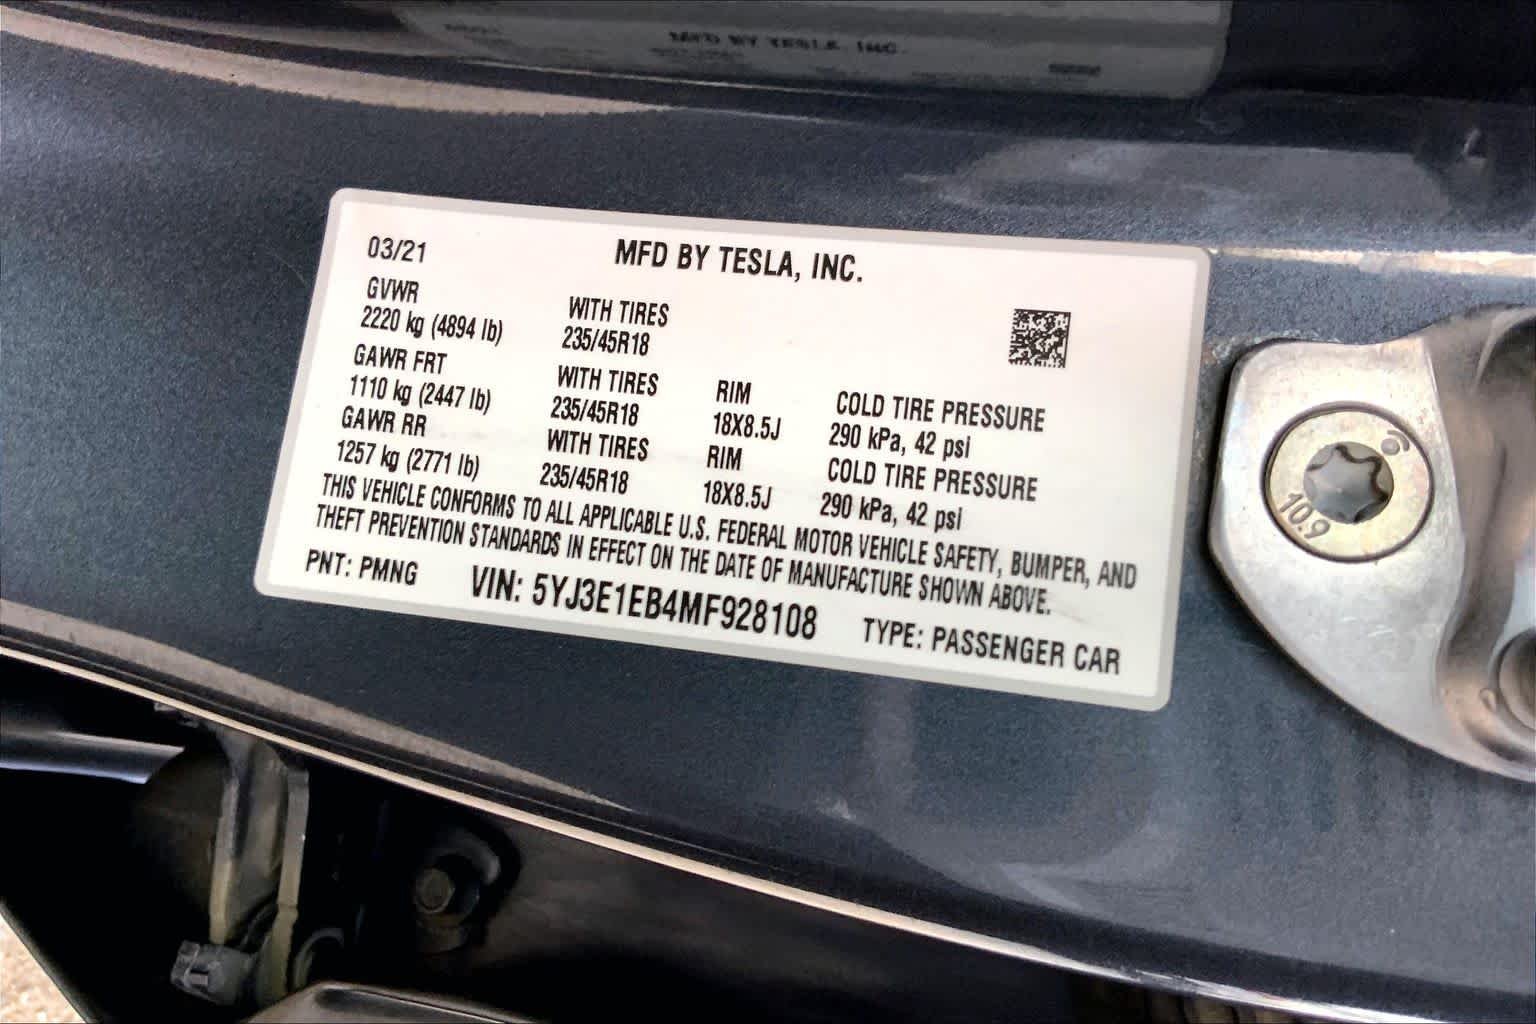 MFD BY TESLA, INC.
03/21
MFD BY TESLA, INC.
GVWR
2220 kg (4894 lb)
WITH TIRES
235/45R18
GAWR FRT
1110 kg (2447 lb)
WITH TIRES
235/45R18
RIM
18X8.5J
COLD TIRE PRESSURE
290 kPa, 42 psi
GAWR RR
1257 kg (2771 lb)
WITH TIRES
235/45R18
RIM
18X8.5J
COLD TIRE PRESSURE
290 kPa, 42 psi
THIS VEHICLE CONFORMS TO ALL APPLICABLE U.S. FEDERAL MOTOR VEHICLE SAFETY, BUMPER, AND
THEFT PREVENTION STANDARDS IN EFFECT ON THE DATE OF MANUFACTURE SHOWN ABOVE.
PNT: PMNG
VIN: 5YJ3E1EB4MF928108
TYPE: PASSENGER CAR
10.9